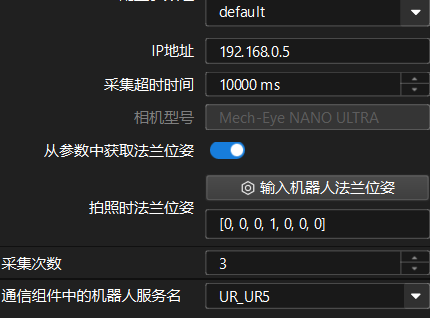 default
IP地址 192.168.0.5
采集超时时间 10000 ms
相机型号 Mech-Eye NANO ULTRA
从参数中获取法兰位姿
输入机器人法兰位姿
拍照时法兰位姿
[0, 0, 0, 1, 0, 0, 0]
采集次数 3
通信组件中的机器人服务名 UR_UR5